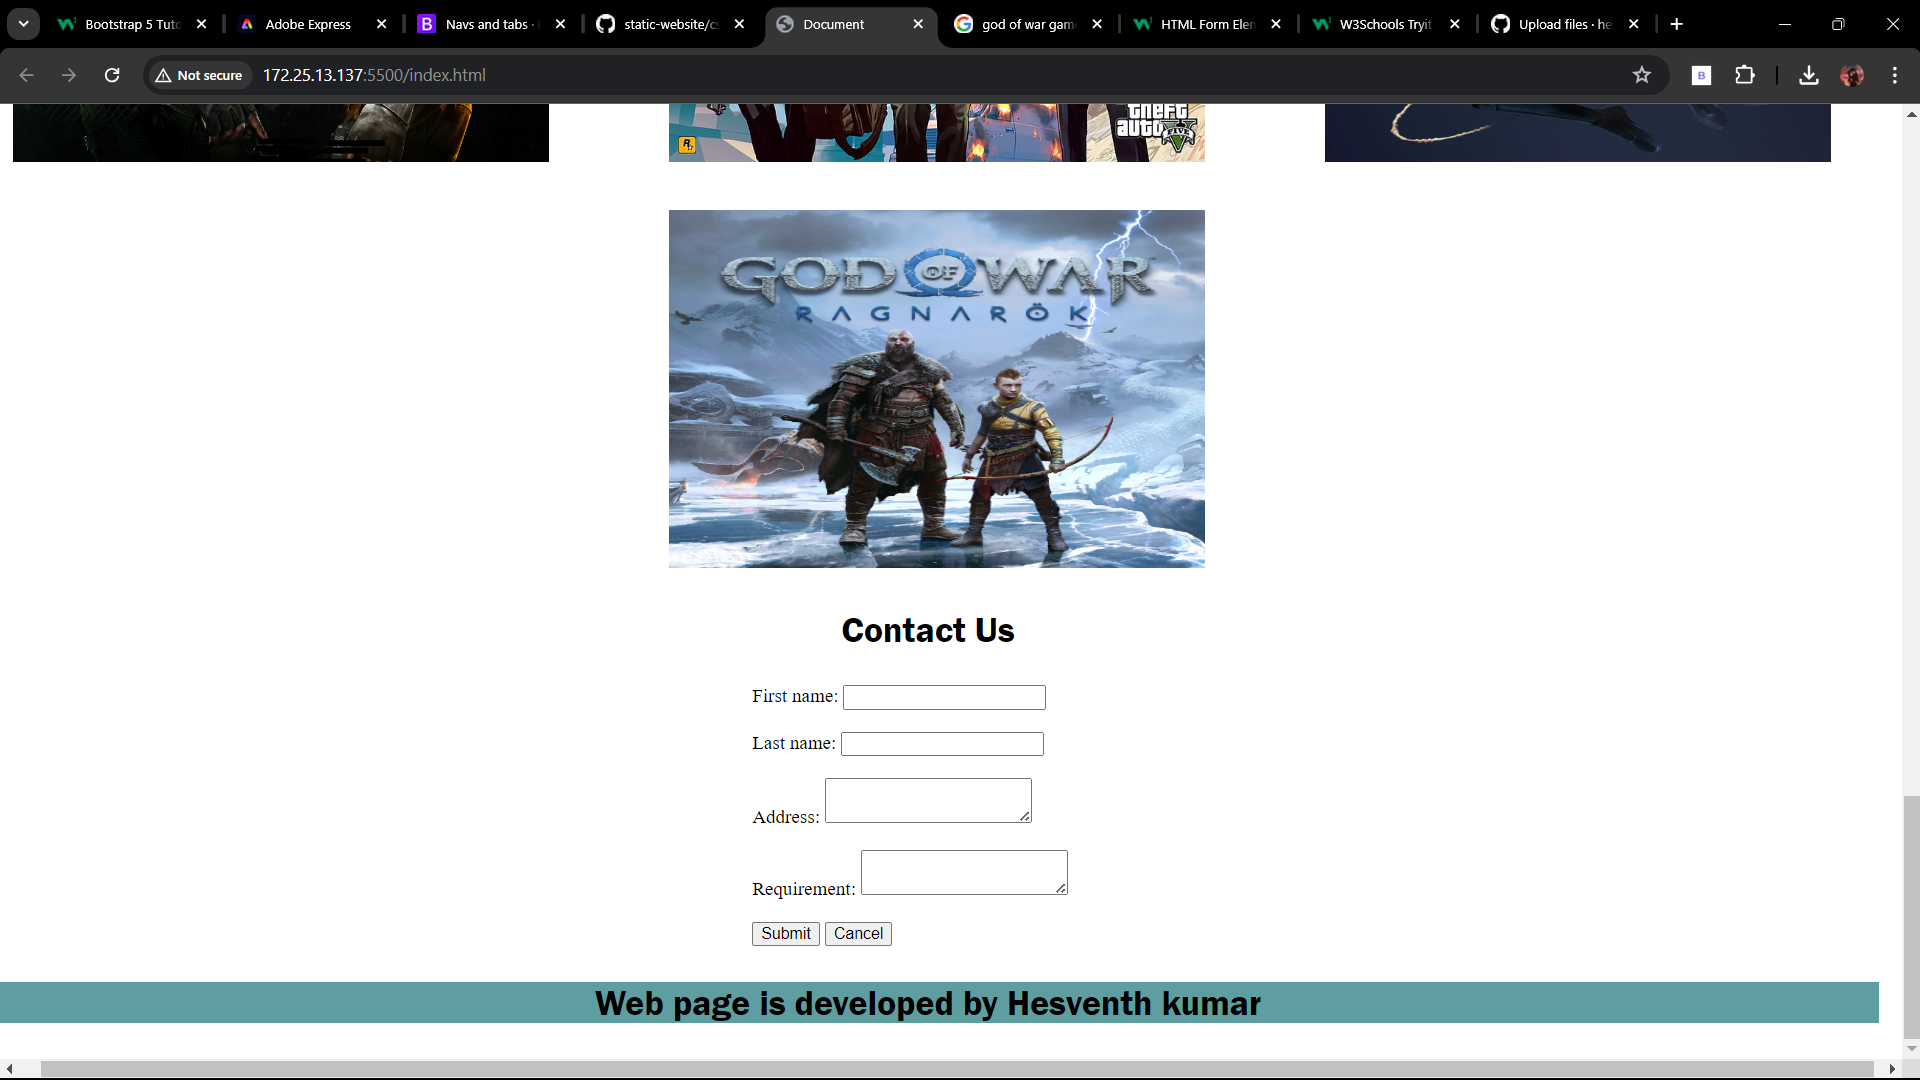 Bootstrap 5 Tuto
Adobe Express
Navs and tabs ·
static-website/cs
Document
god of war gam
HTML Form Elen
W3Schools Tryit
Upload files · he
Not secure
172.25.13.137:5500/index.html
B
R
theft
auto V
FIVE
GOD OF WAR
RAGNARÖK
Contact Us
First name:
Last name:
Address:
Requirement:
Submit Cancel
Web page is developed by Hesventh kumar